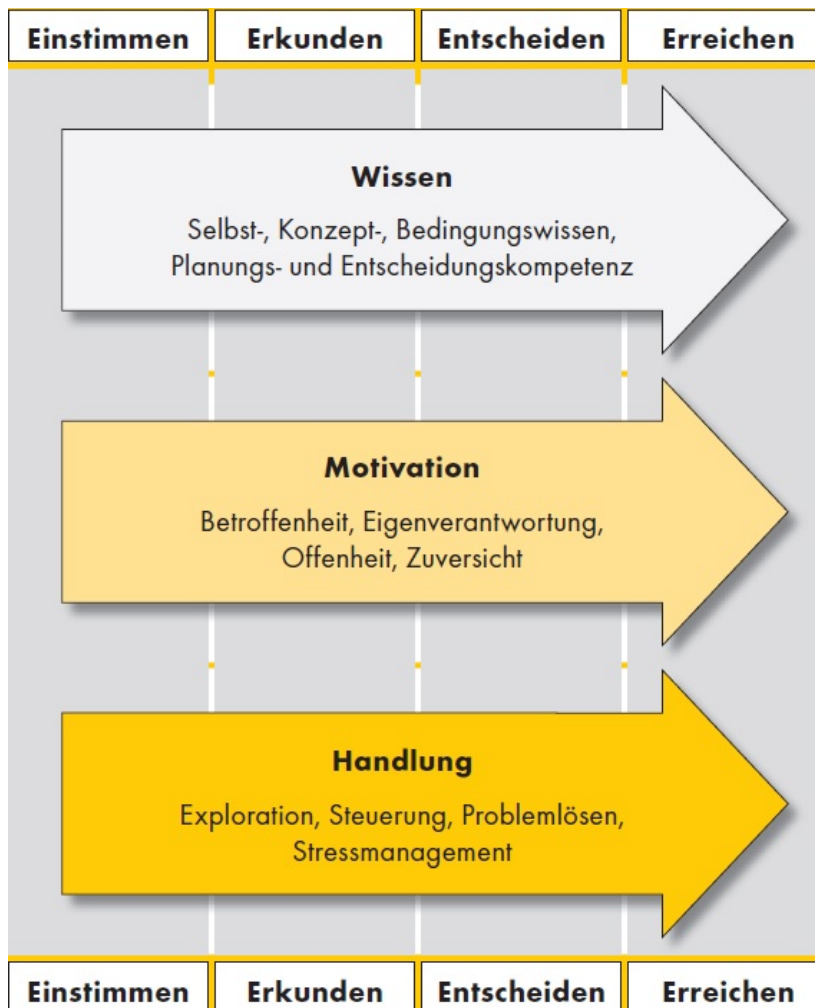 Einstimmen Erkunden Entscheiden Erreichen
Wissen
Selbst-, Konzept-, Bedingungswissen,
Planungs- und Entscheidungskompetenz
Motivation
Betroffenheit, Eigenverantwortung,
Offenheit, Zuversicht
Handlung
Exploration, Steuerung, Problemlösen,
Stressmanagement
Einstimmen Erkunden Entscheiden Erreichen